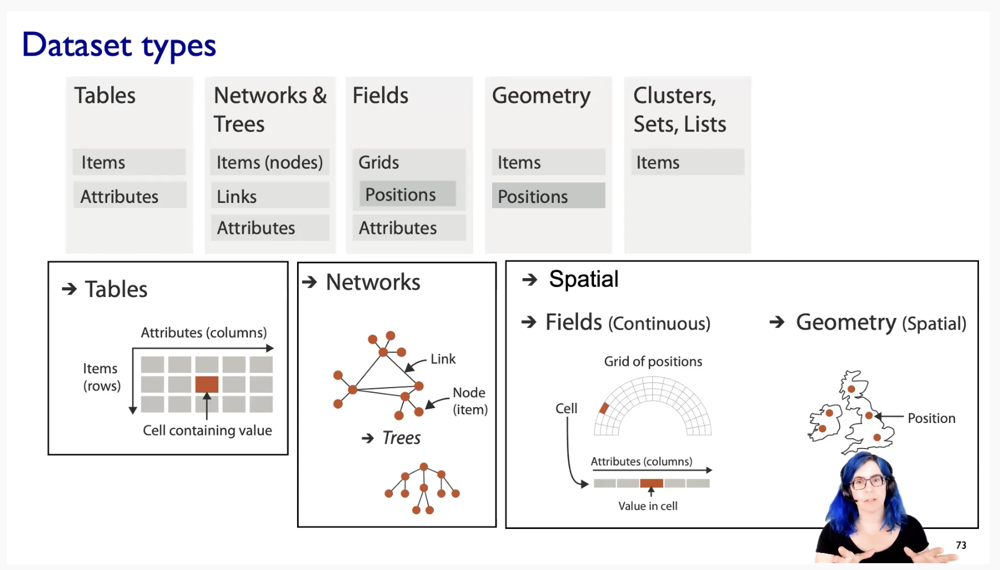 Dataset types
Tables
Items
Attributes
Networks &
Trees
Items (nodes)
Links
Attributes
Fields
Grids
Positions
Attributes
Geometry
Items
Positions
Clusters,
Sets, Lists
Items
→ Tables
Attributes (columns)
Items
(rows)
Cell containing value
→ Networks
Link
Node
(item)
→ Trees
→ Spatial
→ Fields (Continuous)
Grid of positions
Cell
Attributes (columns)
Value in cell
→ Geometry (Spatial)
Position
73